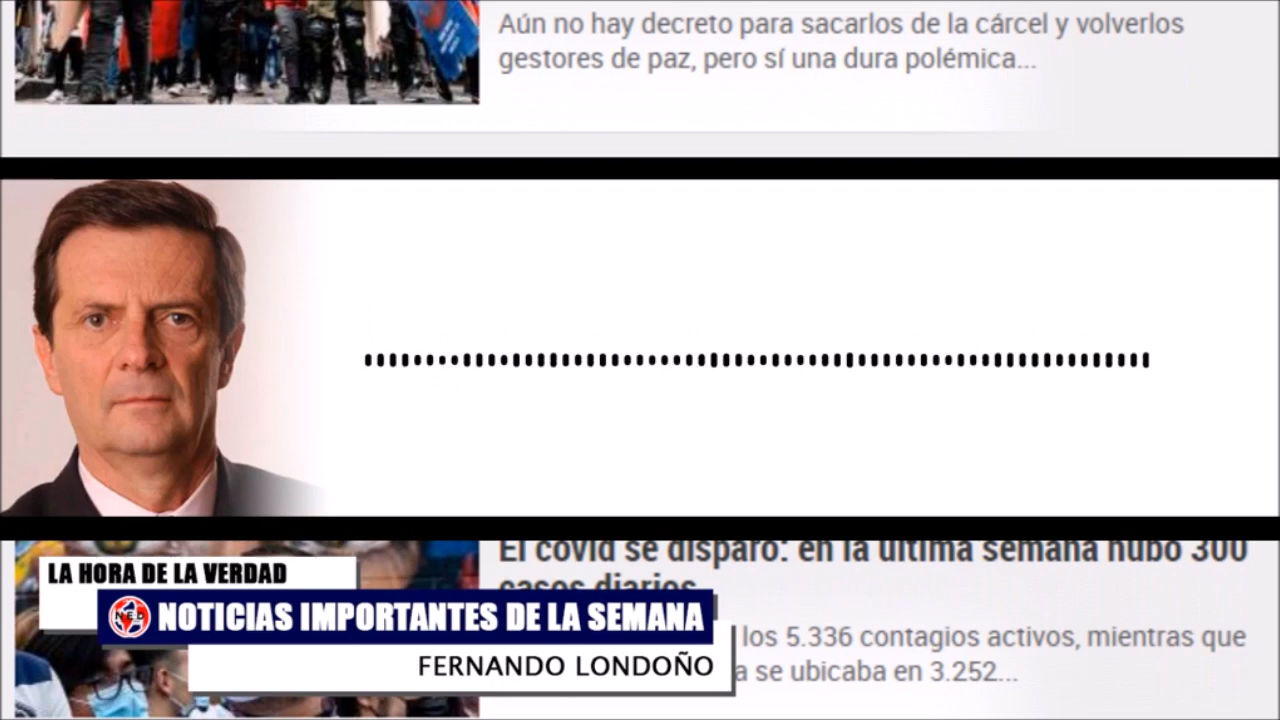 Aún no hay decreto para sacarlos de la cárcel y volverlos
gestores de paz, pero sí una dura polémica...
El covid se disparó: en la última semana hubo 300
casos diarios
los 5.336 contagios activos, mientras que
a se ubicaba en 3.252...
LA HORA DE LA VERDAD
NED
NOTICIAS IMPORTANTES DE LA SEMANA
FERNANDO LONDOÑO